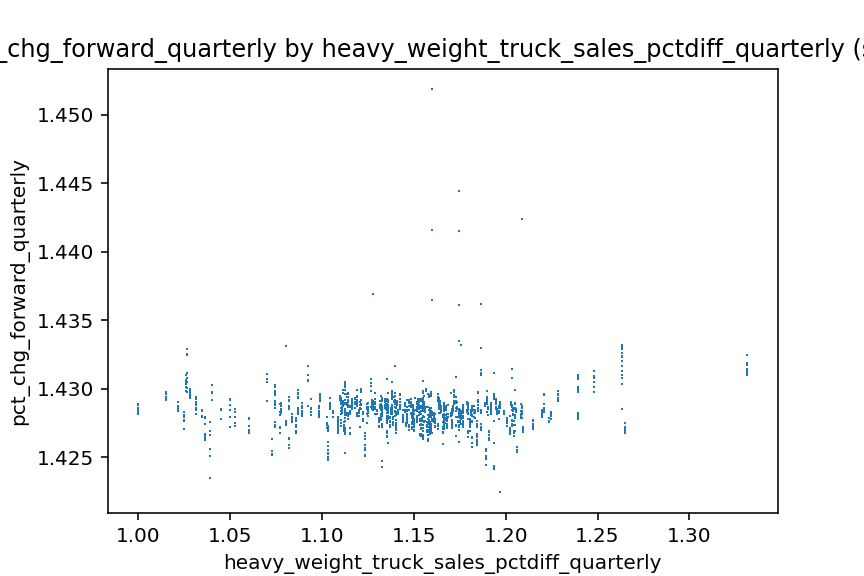 _chg_forward_quarterly by heavy_weight_truck_sales_pctdiff_quarterly (
1.450
1.445
1.440
1.435
1.430
1.425
pct_chg_forward_quarterly
1.00 1.05 1.10 1.15 1.20 1.25 1.30
heavy_weight_truck_sales_pctdiff_quarterly